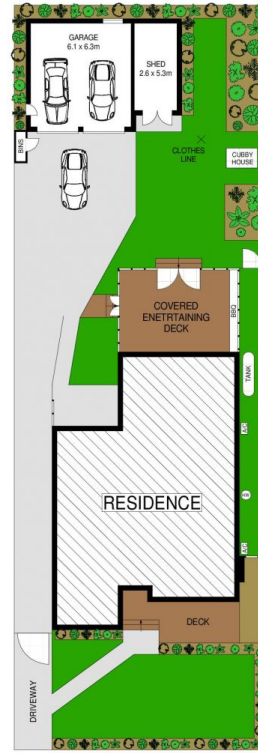 GARAGE
6.1 x 6.3m
SHED
2.6 x 5.3m
BINS
CLOTHES
LINE
CUBBY
HOUSE
COVERED
ENETRTAINING
DECK
BBQ
TANK
A/C
RESIDENCE
HW
A/C
DECK
DRIVEWAY